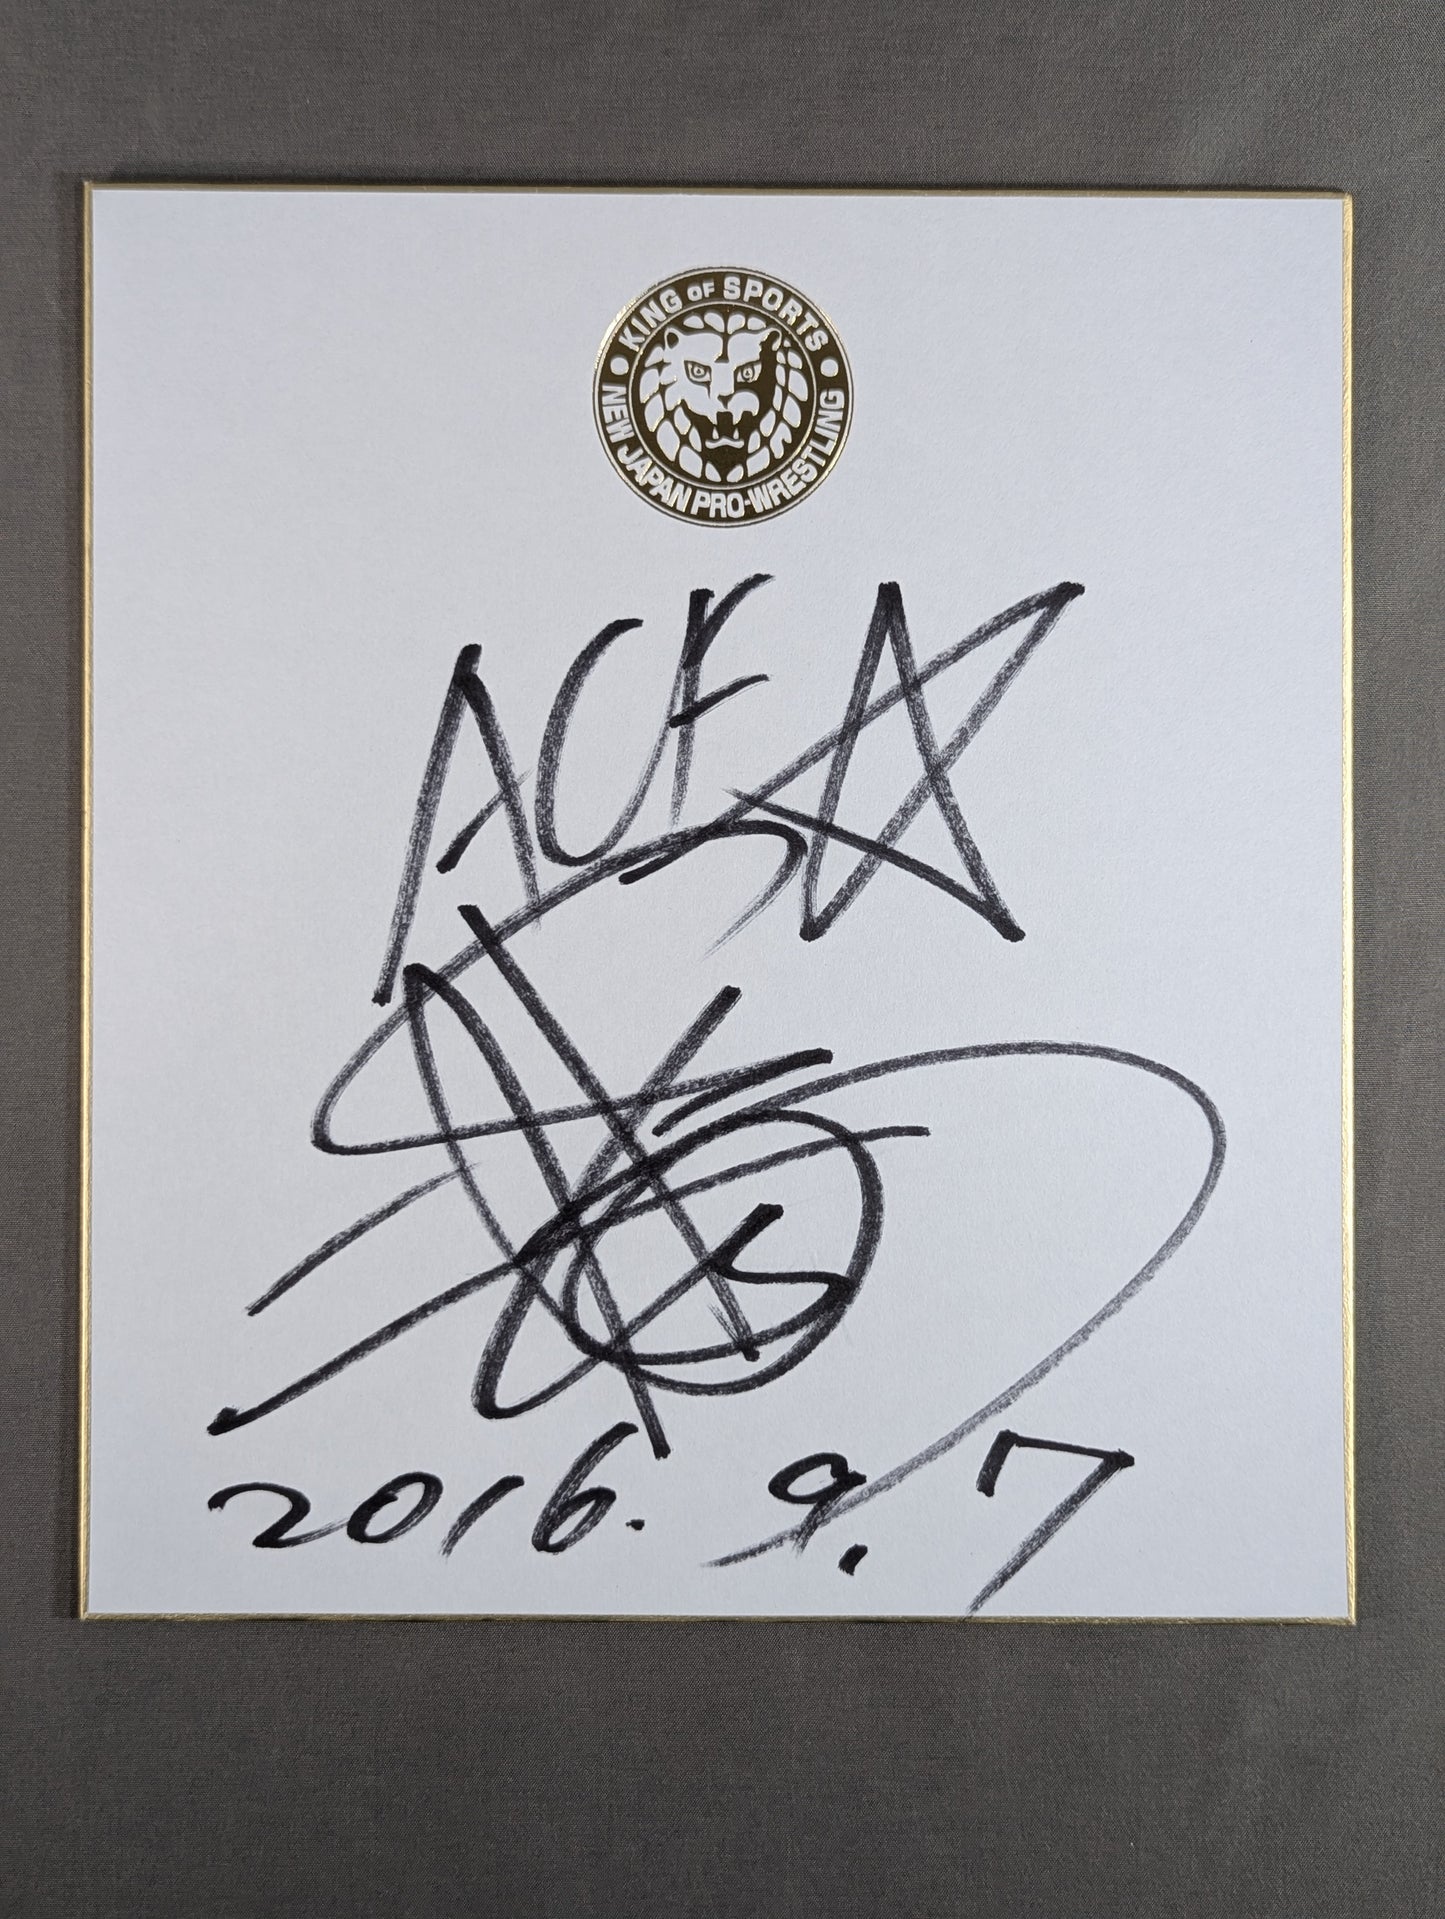 KING OF SPORTS
NEW JAPAN PRO-WRESTLING
ACE
2016. 9. 7